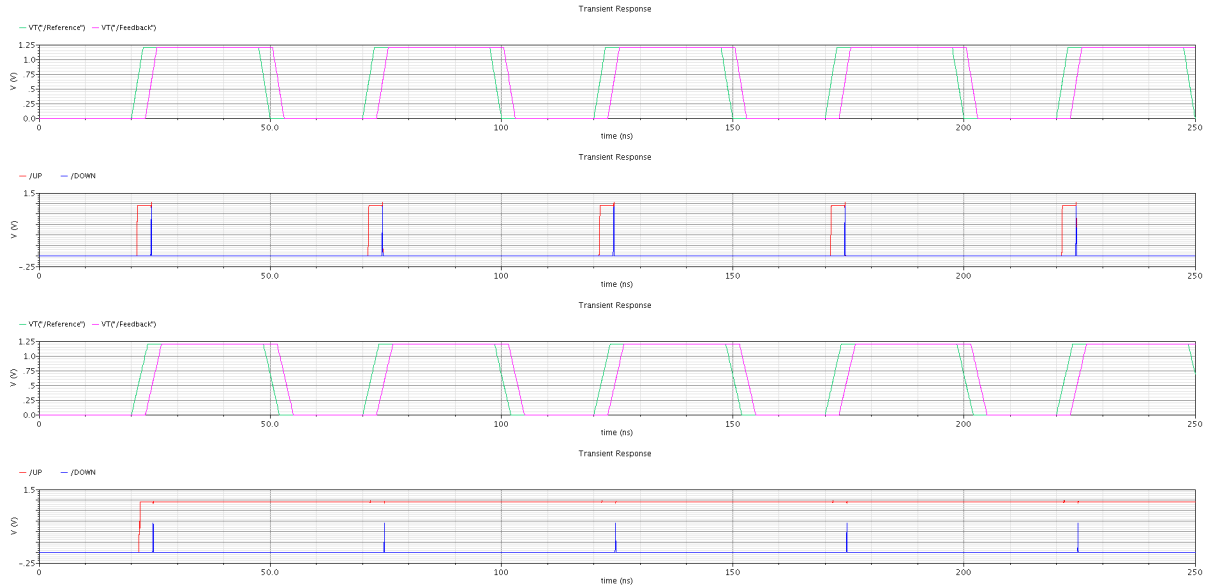 Transient Response
VT("/Reference") VT("/Feedback")
1.25
1.0
.75
.5
.25
0.0
V (V)
0 50.0 100 150 200 250
time (ns)
Transient Response
/UP /DOWN
1.5
-.25
V (V)
0 50.0 100 150 200 250
time (ns)
Transient Response
VT("/Reference") VT("/Feedback")
1.25
1.0
.75
.5
.25
0.0
V (V)
0 50.0 100 150 200 250
time (ns)
Transient Response
/UP /DOWN
1.5
-.25
V (V)
0 50.0 100 150 200 250
time (ns)